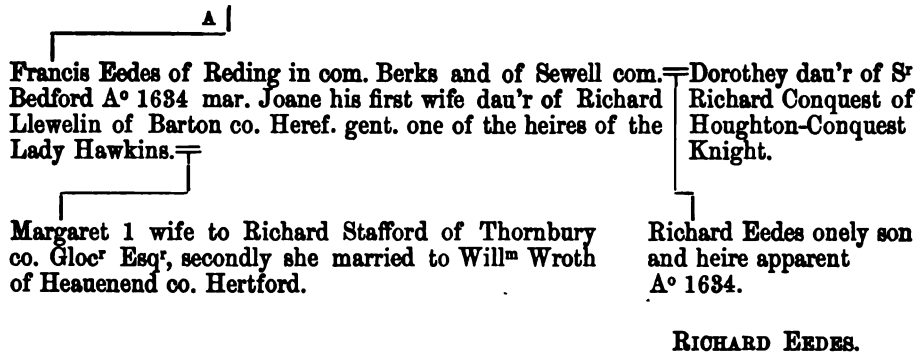 A
Francis Eedes of Reding in com. Berks and of Sewell com.
Bedford Aº 1634 mar. Joane his first wife dau'r of Richard
Llewelin of Barton co. Heref. gent. one of the heires of the
Lady Hawkins.
Dorothey dau'r of Sʳ
Richard Conquest of
Houghton-Conquest
Knight.
Margaret 1 wife to Richard Stafford of Thornbury
co. Glocʳ Esqʳ, secondly she married to Willᵐ Wroth
of Heauenend co. Hertford.
Richard Eedes onely son
and heire apparent
Aº 1634.
RICHARD EEDES.